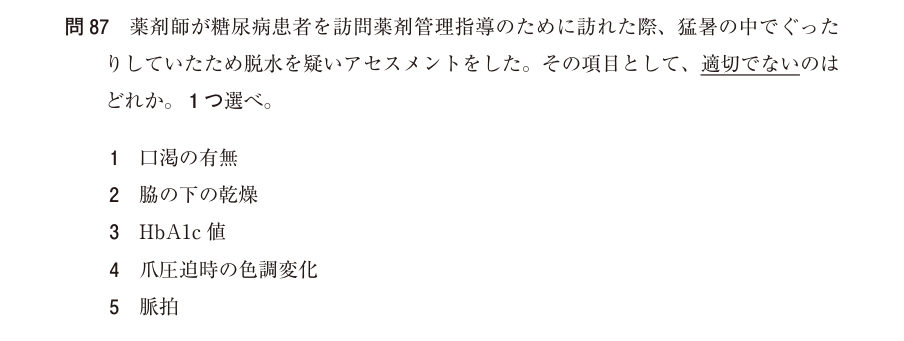 問 87　薬剤師が糖尿病患者を訪問薬剤管理指導のために訪れた際、猛暑の中でぐった
りしていたため脱水を疑いアセスメントをした。その項目として、適切でないのは
どれか。1 つ選べ。
1　口渇の有無
2　脇の下の乾燥
3　HbA1c 値
4　爪圧迫時の色調変化
5　脈拍